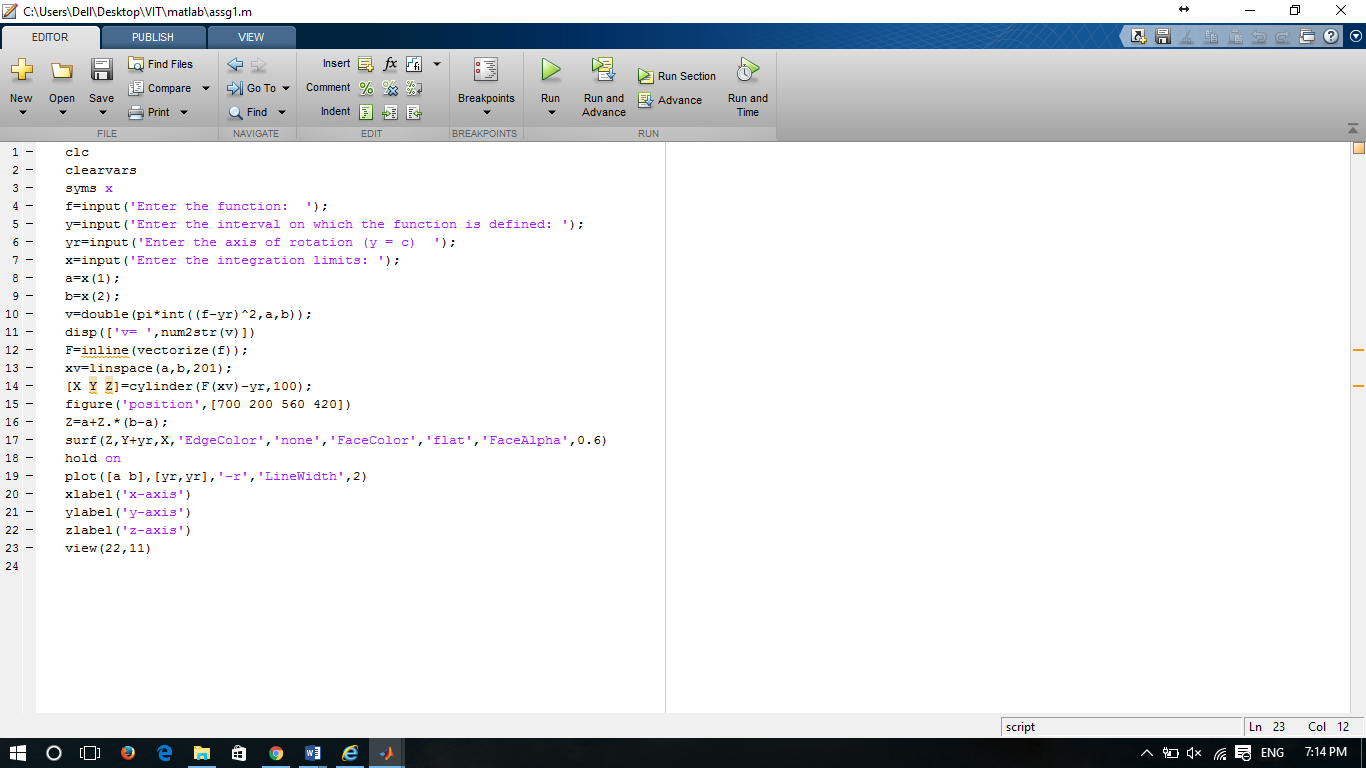 C:\Users\Dell\Desktop\VIT\matlab\assg1.m
EDITOR PUBLISH VIEW
New Open Save Find Files Compare Print
Go To Find
Insert fx Comment Indent
Breakpoints
Run Run and Advance Run Section Advance Run and Time
FILE NAVIGATE EDIT BREAKPOINTS RUN
1 clc
2 clearvars
3 syms x
4 f=input('Enter the function:  ');
5 y=input('Enter the interval on which the function is defined: ');
6 yr=input('Enter the axis of rotation (y = c)  ');
7 x=input('Enter the integration limits: ');
8 a=x(1);
9 b=x(2);
10 v=double(pi*int((f-yr)^2,a,b));
11 disp(['v= ',num2str(v)])
12 F=inline(vectorize(f));
13 xv=linspace(a,b,201);
14 [X Y Z]=cylinder(F(xv)-yr,100);
15 figure('position',[700 200 560 420])
16 Z=a+Z.*(b-a);
17 surf(Z,Y+yr,X,'EdgeColor','none','FaceColor','flat','FaceAlpha',0.6)
18 hold on
19 plot([a b],[yr,yr],'-r','LineWidth',2)
20 xlabel('x-axis')
21 ylabel('y-axis')
22 zlabel('z-axis')
23 view(22,11)
24
script Ln 23 Col 12
ENG 7:14 PM